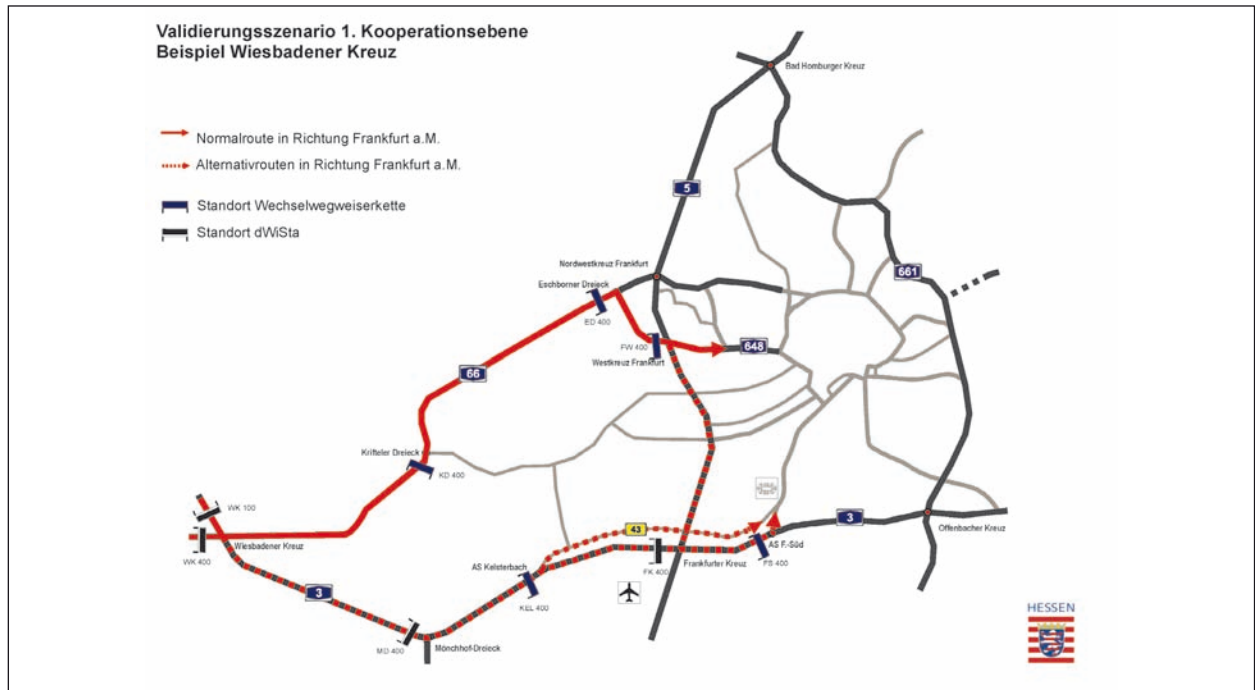 Validierungsszenario 1. Kooperationsebene
Beispiel Wiesbadener Kreuz
Bad Homburger Kreuz
Normalroute in Richtung Frankfurt a.M.
Alternativrouten in Richtung Frankfurt a.M.
5
Standort Wechselwegweiserkette
Standort dWiSta
Nordwestkreuz Frankfurt
661
Eschborner Dreieck
ED 400
FW 400
648
Westkreuz Frankfurt
66
Krifteler Dreieck
KD 400
WK 100
3
Offenbacher Kreuz
43
Wiesbadener Kreuz
AS F.-Süd
WK 400
AS Kelsterbach
FK 400
Frankfurter Kreuz
FS 400
3
KEL 400
HESSEN
MD 400
Mönchhof-Dreieck